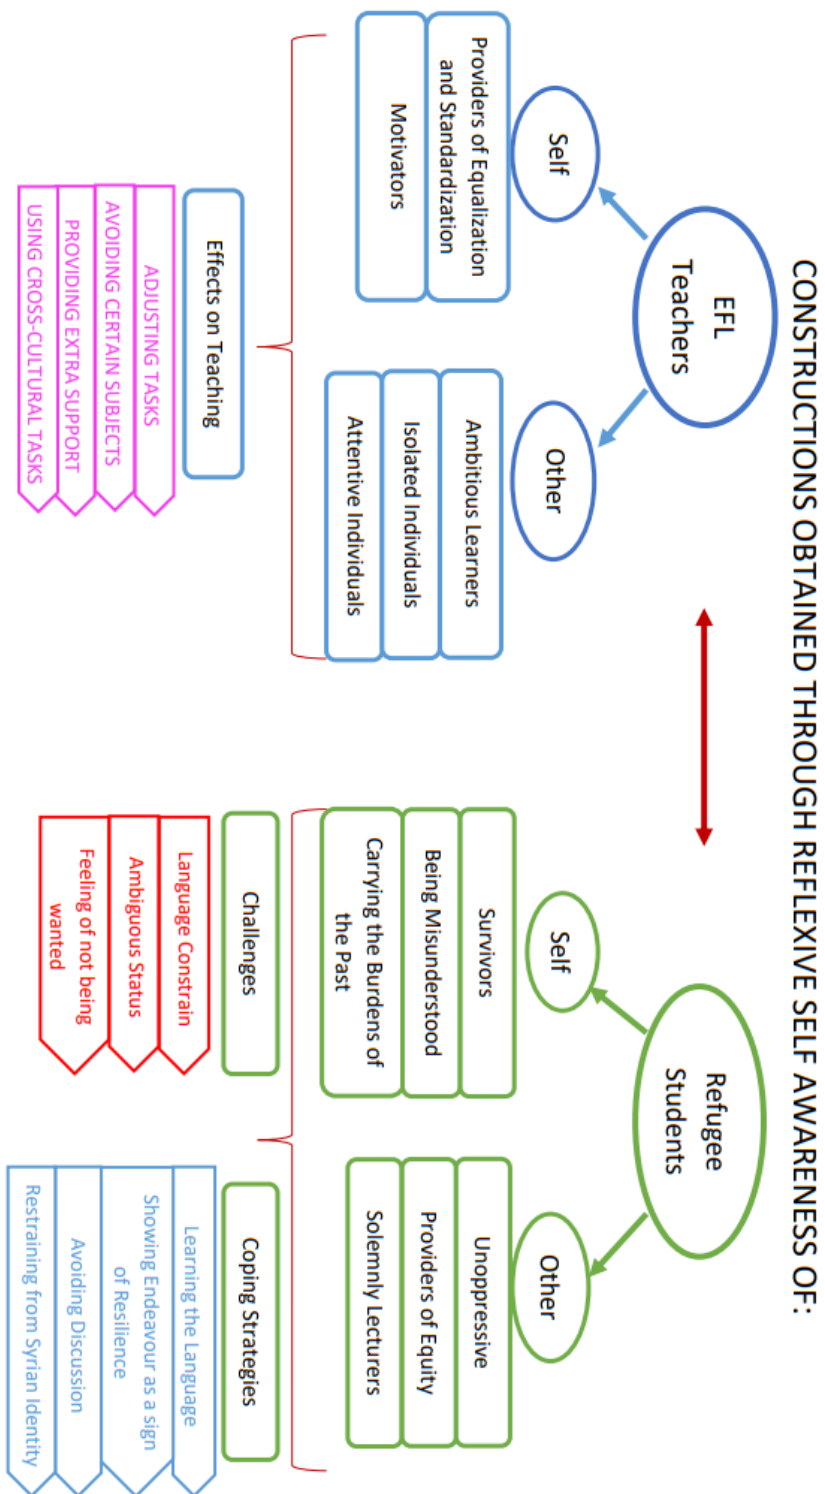 CONSTRUCTIONS OBTAINED THROUGH REFLEXIVE SELF AWARENESS OF:
EFL
Teachers
Self
Providers of Equalization
and Standardization
Motivators
Other
Ambitious Learners
Isolated Individuals
Attentive Individuals
Effects on Teaching
ADJUSTING TASKS
AVOIDING CERTAIN SUBJECTS
PROVIDING EXTRA SUPPORT
USING CROSS-CULTURAL TASKS
Refugee
Students
Self
Survivors
Being Misunderstood
Carrying the Burdens of
the Past
Other
Unoppressive
Providers of Equity
Solemnly Lecturers
Challenges
Language Constrain
Ambiguous Status
Feeling of not being
wanted
Coping Strategies
Learning the Language
Showing Endeavour as a sign
of Resilience
Avoiding Discussion
Restraining from Syrian Identity